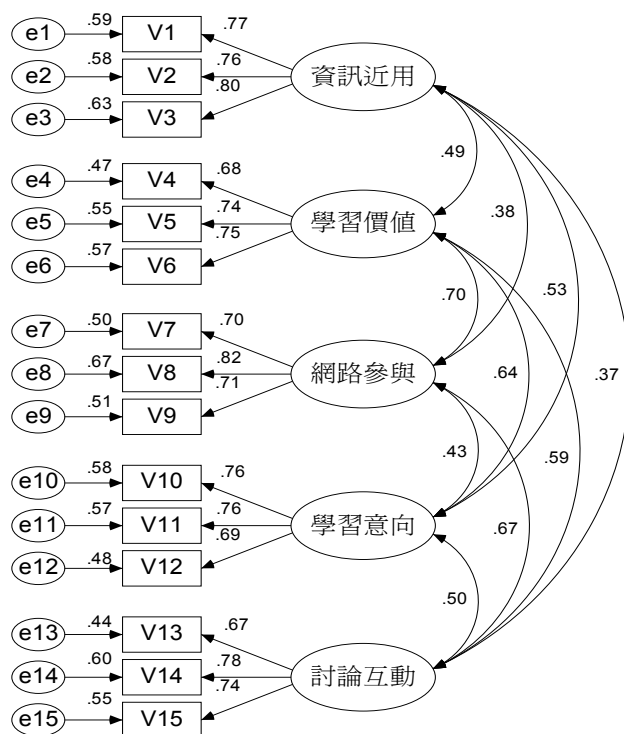 e1 .59 V1 .77
e2 .58 V2 .76 資訊近用
e3 .63 V3 .80
.49
e4 .47 V4 .68
e5 .55 V5 .74 學習價值 .38
e6 .57 V6 .75
.70 .53
e7 .50 V7 .70
e8 .67 V8 .82 網路參與 .64 .37
e9 .51 V9 .71
.43 .59
e10 .58 V10 .76
e11 .57 V11 .76 學習意向 .67
e12 .48 V12 .69
.50
e13 .44 V13 .67
e14 .60 V14 .78 討論互動
e15 .55 V15 .74